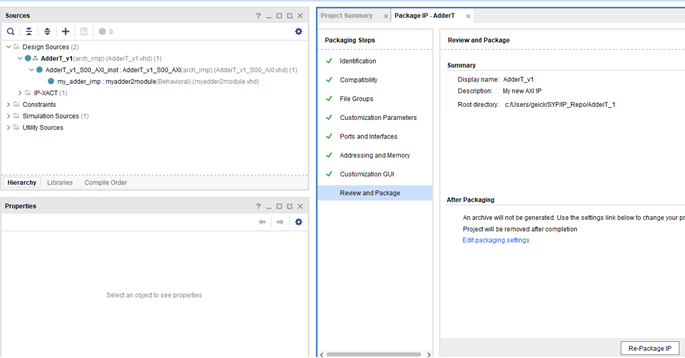 Sources
Design Sources (2)
AdderT_v1(arch_imp) (AdderT_v1.vhd) (1)
AdderT_v1_S00_AXI_inst : AdderT_v1_S00_AXI(arch_imp) (AdderT_v1_S00_AXI.vhd) (1)
my_adder_imp : myadder2module(Behavioral) (myadder2module.vhd)
IP-XACT (1)
Constraints
Simulation Sources (1)
Utility Sources
Hierarchy Libraries Compile Order
Properties
Select an object to see properties
Project Summary Package IP - AdderT
Packaging Steps
Identification
Compatibility
File Groups
Customization Parameters
Ports and Interfaces
Addressing and Memory
Customization GUI
Review and Package
Review and Package
Summary
Display name: AdderT_v1
Description: My new AXI IP
Root directory: c:/Users/geick/SYP/IP_Repo/AdderT_1
After Packaging
An archive will not be generated. Use the settings link below to change your pr
Project will be removed after completion
Edit packaging settings
Re-Package IP